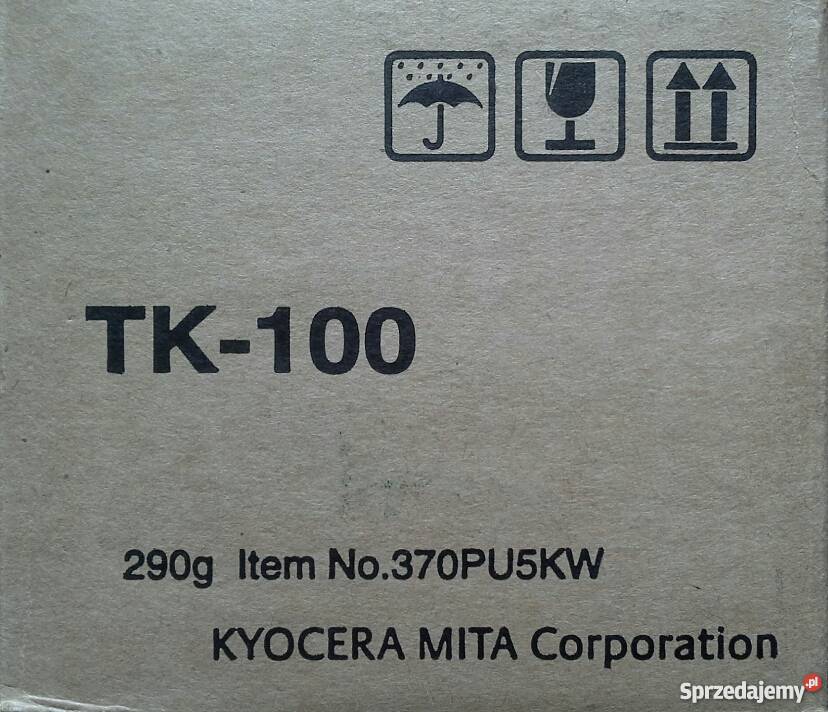 TK-100
290g Item No.370PU5KW
KYOCERA MITA Corporation
Sprzedajemy.pl